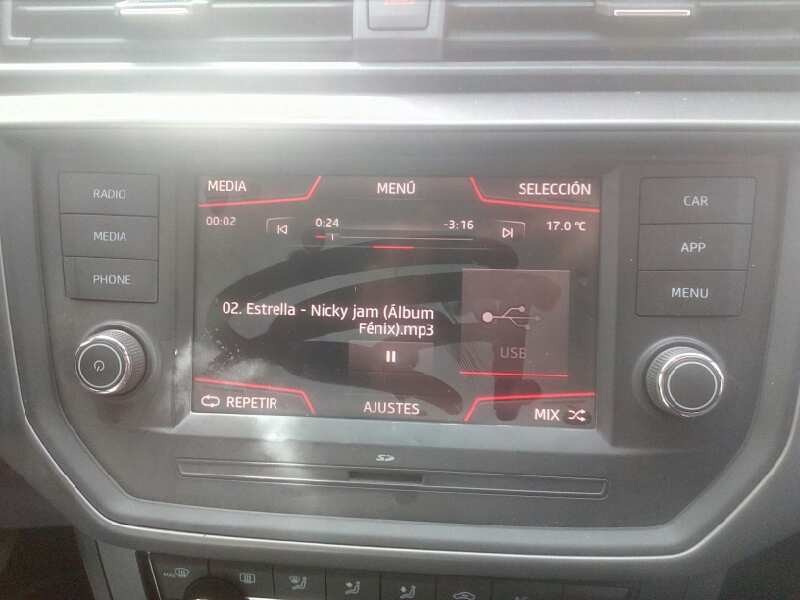 RADIO
MEDIA
PHONE
MEDIA
MENÚ
SELECCIÓN
00:02
0:24
-3:16
17.0 °C
02. Estrella - Nicky jam (Álbum
Fénix).mp3
USB
REPETIR
AJUSTES
MIX
CAR
APP
MENU
SD